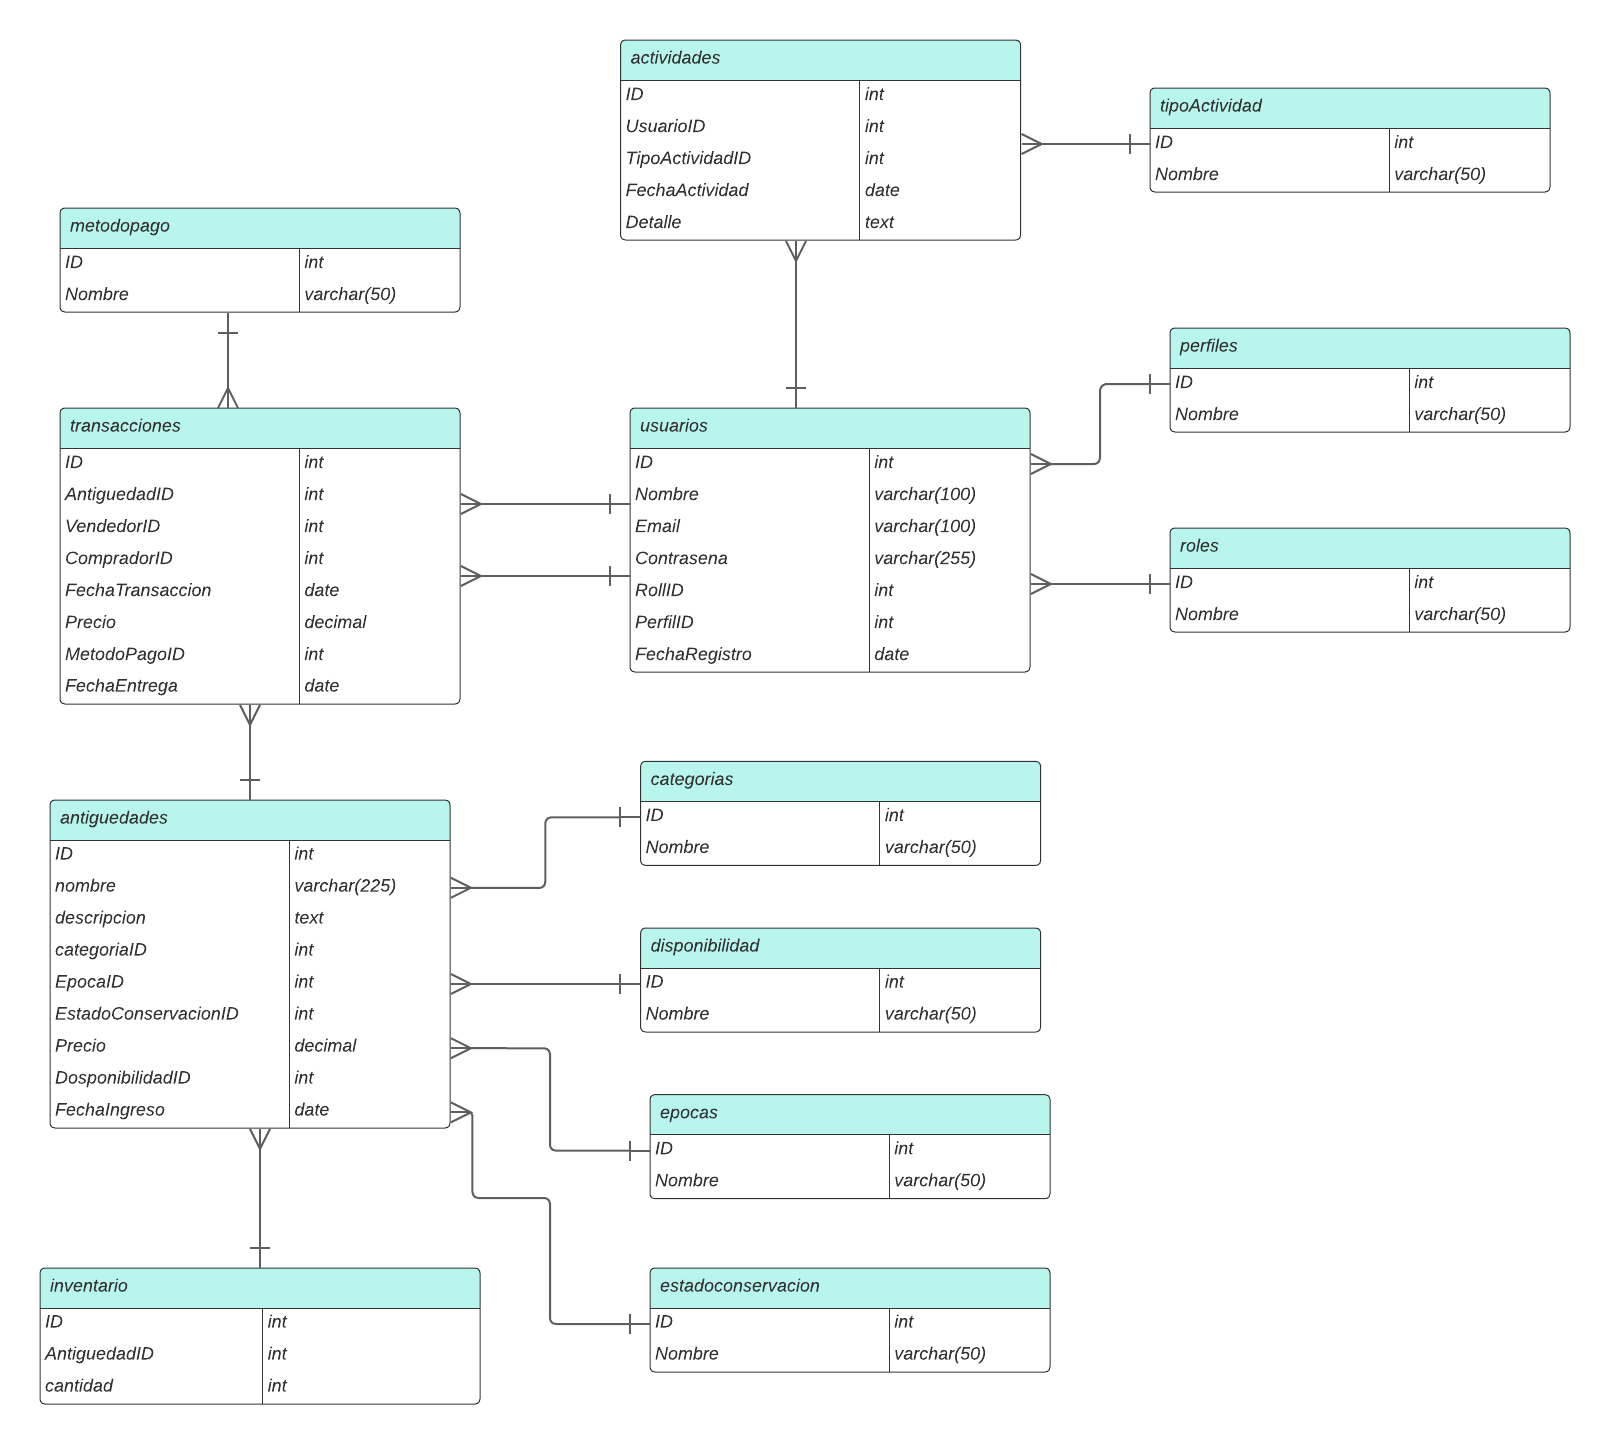 actividades
ID int
UsuarioID int
TipoActividadID int
FechaActividad date
Detalle text
tipoActividad
ID int
Nombre varchar(50)
metodopago
ID int
Nombre varchar(50)
perfiles
ID int
Nombre varchar(50)
transacciones
ID int
AntiguedadID int
VendedorID int
CompradorID int
FechaTransaccion date
Precio decimal
MetodoPagoID int
FechaEntrega date
usuarios
ID int
Nombre varchar(100)
Email varchar(100)
Contrasena varchar(255)
RollID int
PerfilID int
FechaRegistro date
roles
ID int
Nombre varchar(50)
antiguedades
ID int
nombre varchar(225)
descripcion text
categoriaID int
EpocaID int
EstadoConservacionID int
Precio decimal
DosponibilidadID int
FechaIngreso date
categorias
ID int
Nombre varchar(50)
disponibilidad
ID int
Nombre varchar(50)
epocas
ID int
Nombre varchar(50)
inventario
ID int
AntiguedadID int
cantidad int
estadoconservacion
ID int
Nombre varchar(50)